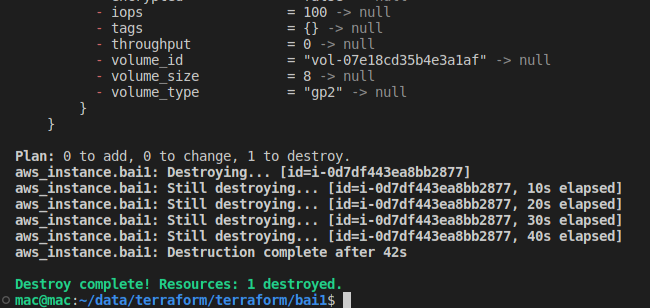 - iops = 100 -> null
- tags = {} -> null
- throughput = 0 -> null
- volume_id = "vol-07e18cd35b4e3a1af" -> null
- volume_size = 8 -> null
- volume_type = "gp2" -> null
}
}
Plan: 0 to add, 0 to change, 1 to destroy.
aws_instance.bai1: Destroying... [id=i-0d7df443ea8bb2877]
aws_instance.bai1: Still destroying... [id=i-0d7df443ea8bb2877, 10s elapsed]
aws_instance.bai1: Still destroying... [id=i-0d7df443ea8bb2877, 20s elapsed]
aws_instance.bai1: Still destroying... [id=i-0d7df443ea8bb2877, 30s elapsed]
aws_instance.bai1: Still destroying... [id=i-0d7df443ea8bb2877, 40s elapsed]
aws_instance.bai1: Destruction complete after 42s
Destroy complete! Resources: 1 destroyed.
mac@mac:~/data/terraform/terraform/bai1$